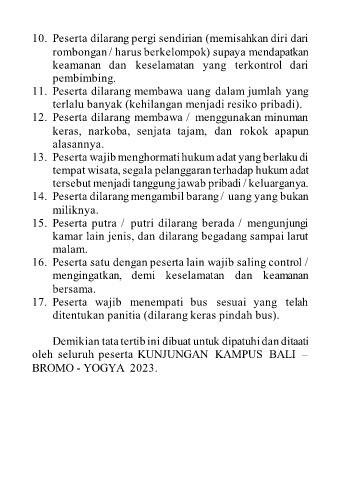 10. Peserta dilarang pergi sendirian (memisahkan diri dari
rombongan / harus berkelompok) supaya mendapatkan
keamanan dan keselamatan yang terkontrol dari
pembimbing.
11. Peserta dilarang membawa uang dalam jumlah yang
terlalu banyak (kehilangan menjadi resiko pribadi).
12. Peserta dilarang membawa / menggunakan minuman
keras, narkoba, senjata tajam, dan rokok apapun
alasannya.
13. Peserta wajib menghormati hukum adat yang berlaku di
tempat wisata, segala pelanggaran terhadap hukum adat
tersebut menjadi tanggung jawab pribadi / keluarganya.
14. Peserta dilarang mengambil barang / uang yang bukan
miliknya.
15. Peserta putra / putri dilarang berada / mengunjungi
kamar lain jenis, dan dilarang begadang sampai larut
malam.
16. Peserta satu dengan peserta lain wajib saling control /
mengingatkan, demi keselamatan dan keamanan
bersama.
17. Peserta wajib menempati bus sesuai yang telah
ditentukan panitia (dilarang keras pindah bus).
Demikian tata tertib ini dibuat untuk dipatuhi dan ditaati
oleh seluruh peserta KUNJUNGAN KAMPUS BALI –
BROMO - YOGYA 2023.